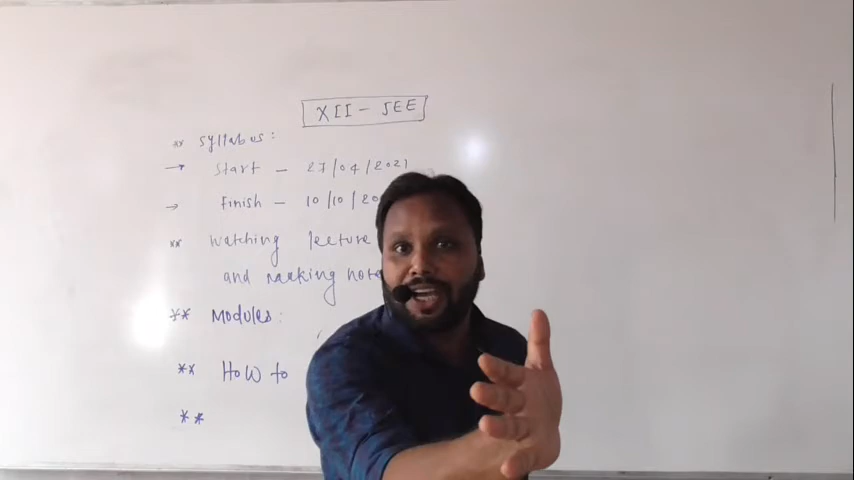 XII - JEE
** Syllabus :
→ Start - 27/04/2021
→ Finish - 10/10/20
** Watching lecture
and making note
** Modules :
** How to
**